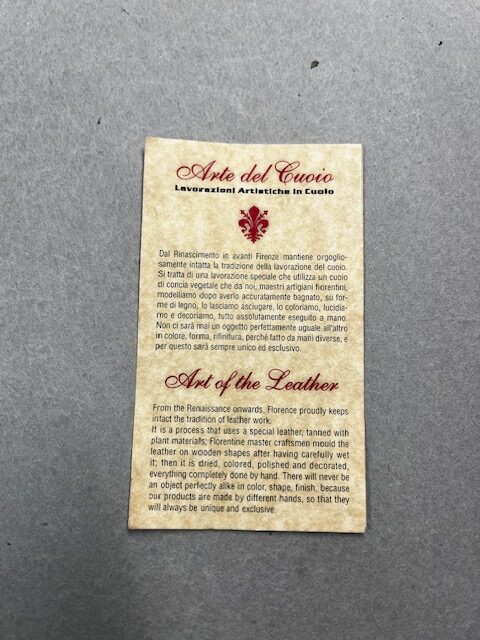 Arte del Cuoio
Lavorazioni Artistiche in Cuoio
Dal Rinascimento in avanti Firenze mantiene orgoglio-
samente intatta la tradizione della lavorazione del cuoio.
Si tratta di una lavorazione speciale che utilizza un cuoio
di concia vegetale che da noi, maestri artigiani fiorentini,
modelliamo dopo averlo accuratamente bagnato, su for-
me di legno, lo lasciamo asciugare, lo coloriamo, lucidia-
mo e decoriamo, tutto assolutamente eseguito a mano.
Non ci sarà mai un oggetto perfettamente uguale all'altro
in colore, forma, rifinitura, perché fatto da mani diverse, e
per questo sarà sempre unico ed esclusivo.
Art of the Leather
From the Renaissance onwards, Florence proudly keeps
intact the tradition of leather work.
It is a process that uses a special leather, tanned with
plant materials; Florentine master craftsmen mould the
leather on wooden shapes after having carefully wet
it; then it is dried, colored, polished and decorated,
everything completely done by hand. There will never be
an object perfectly alike in color, shape, finish, because
our products are made by different hands, so that they
will always be unique and exclusive.